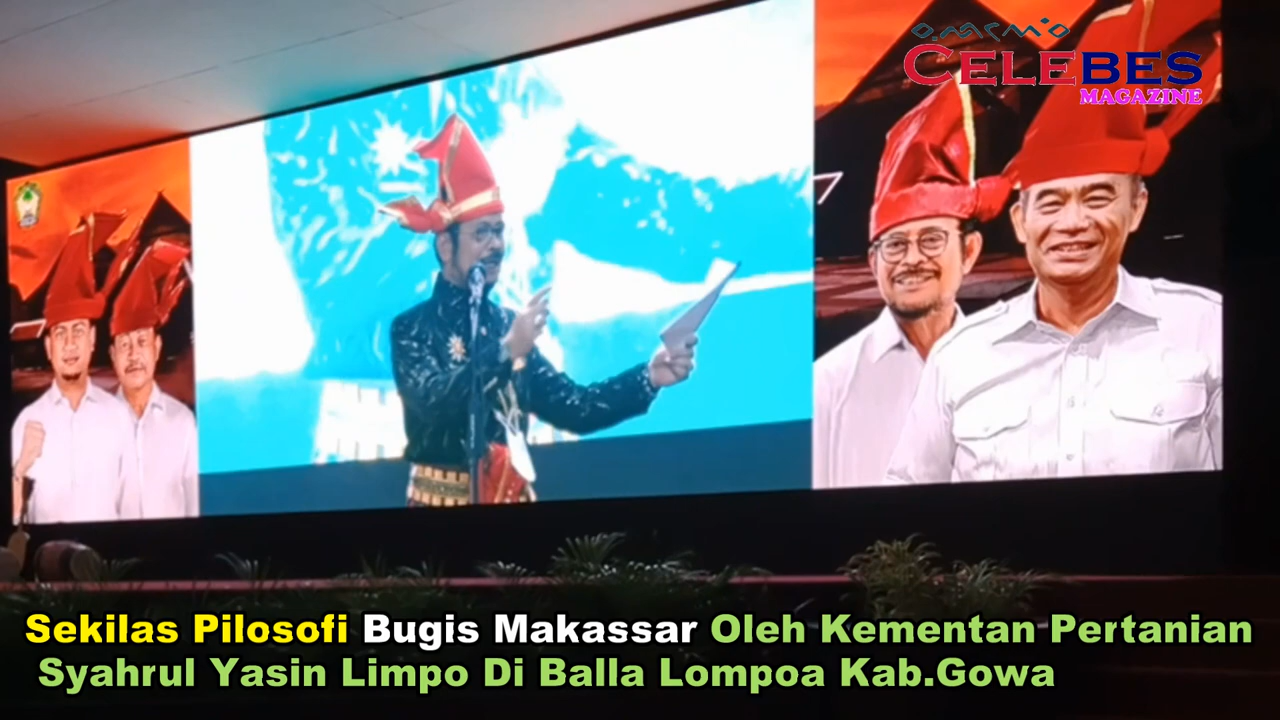 CELEBES
MAGAZINE
Sekilas Pilosofi Bugis Makassar Oleh Kementan Pertanian
Syahrul Yasin Limpo Di Balla Lompoa Kab.Gowa